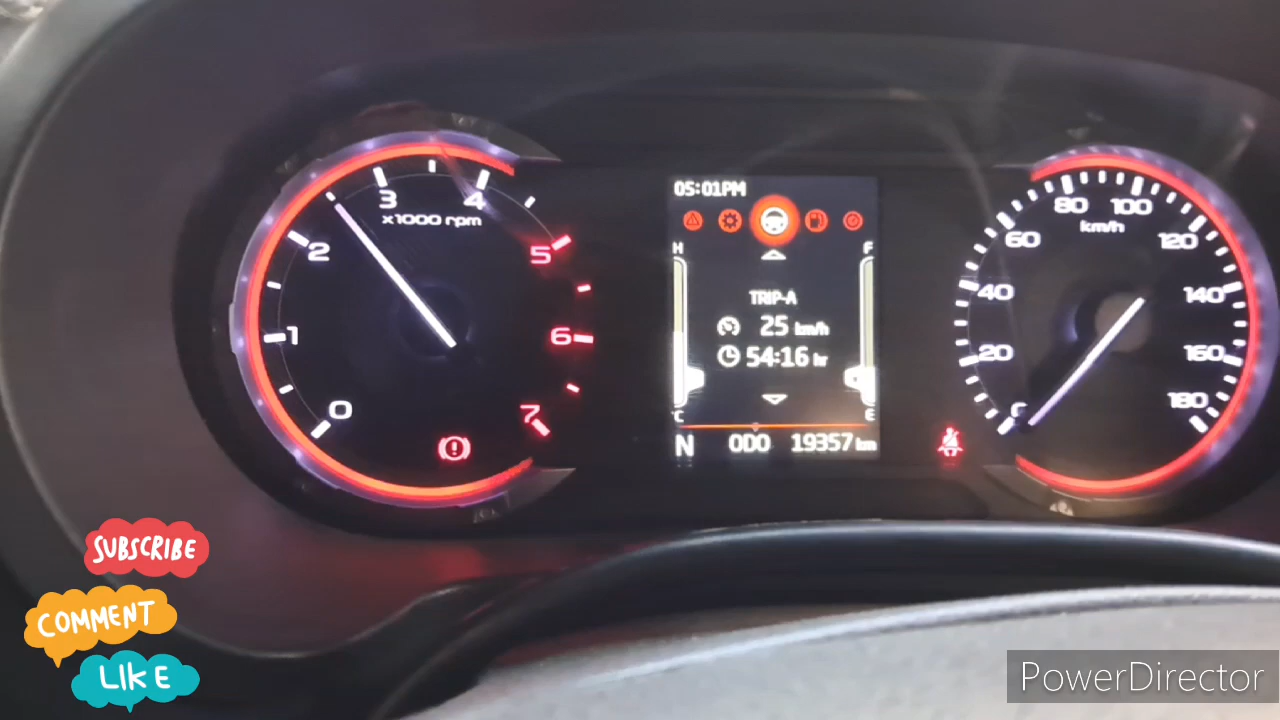 05:01PM
0
1
2
3
4
5
6
7
x1000 rpm
H
F
TRIP-A
25 km/h
54:16 hr
C
E
N ODO 19357 km
0
20
40
60
80
100
120
140
160
180
km/h
SUBSCRIBE
COMMENT
LIKE
PowerDirector